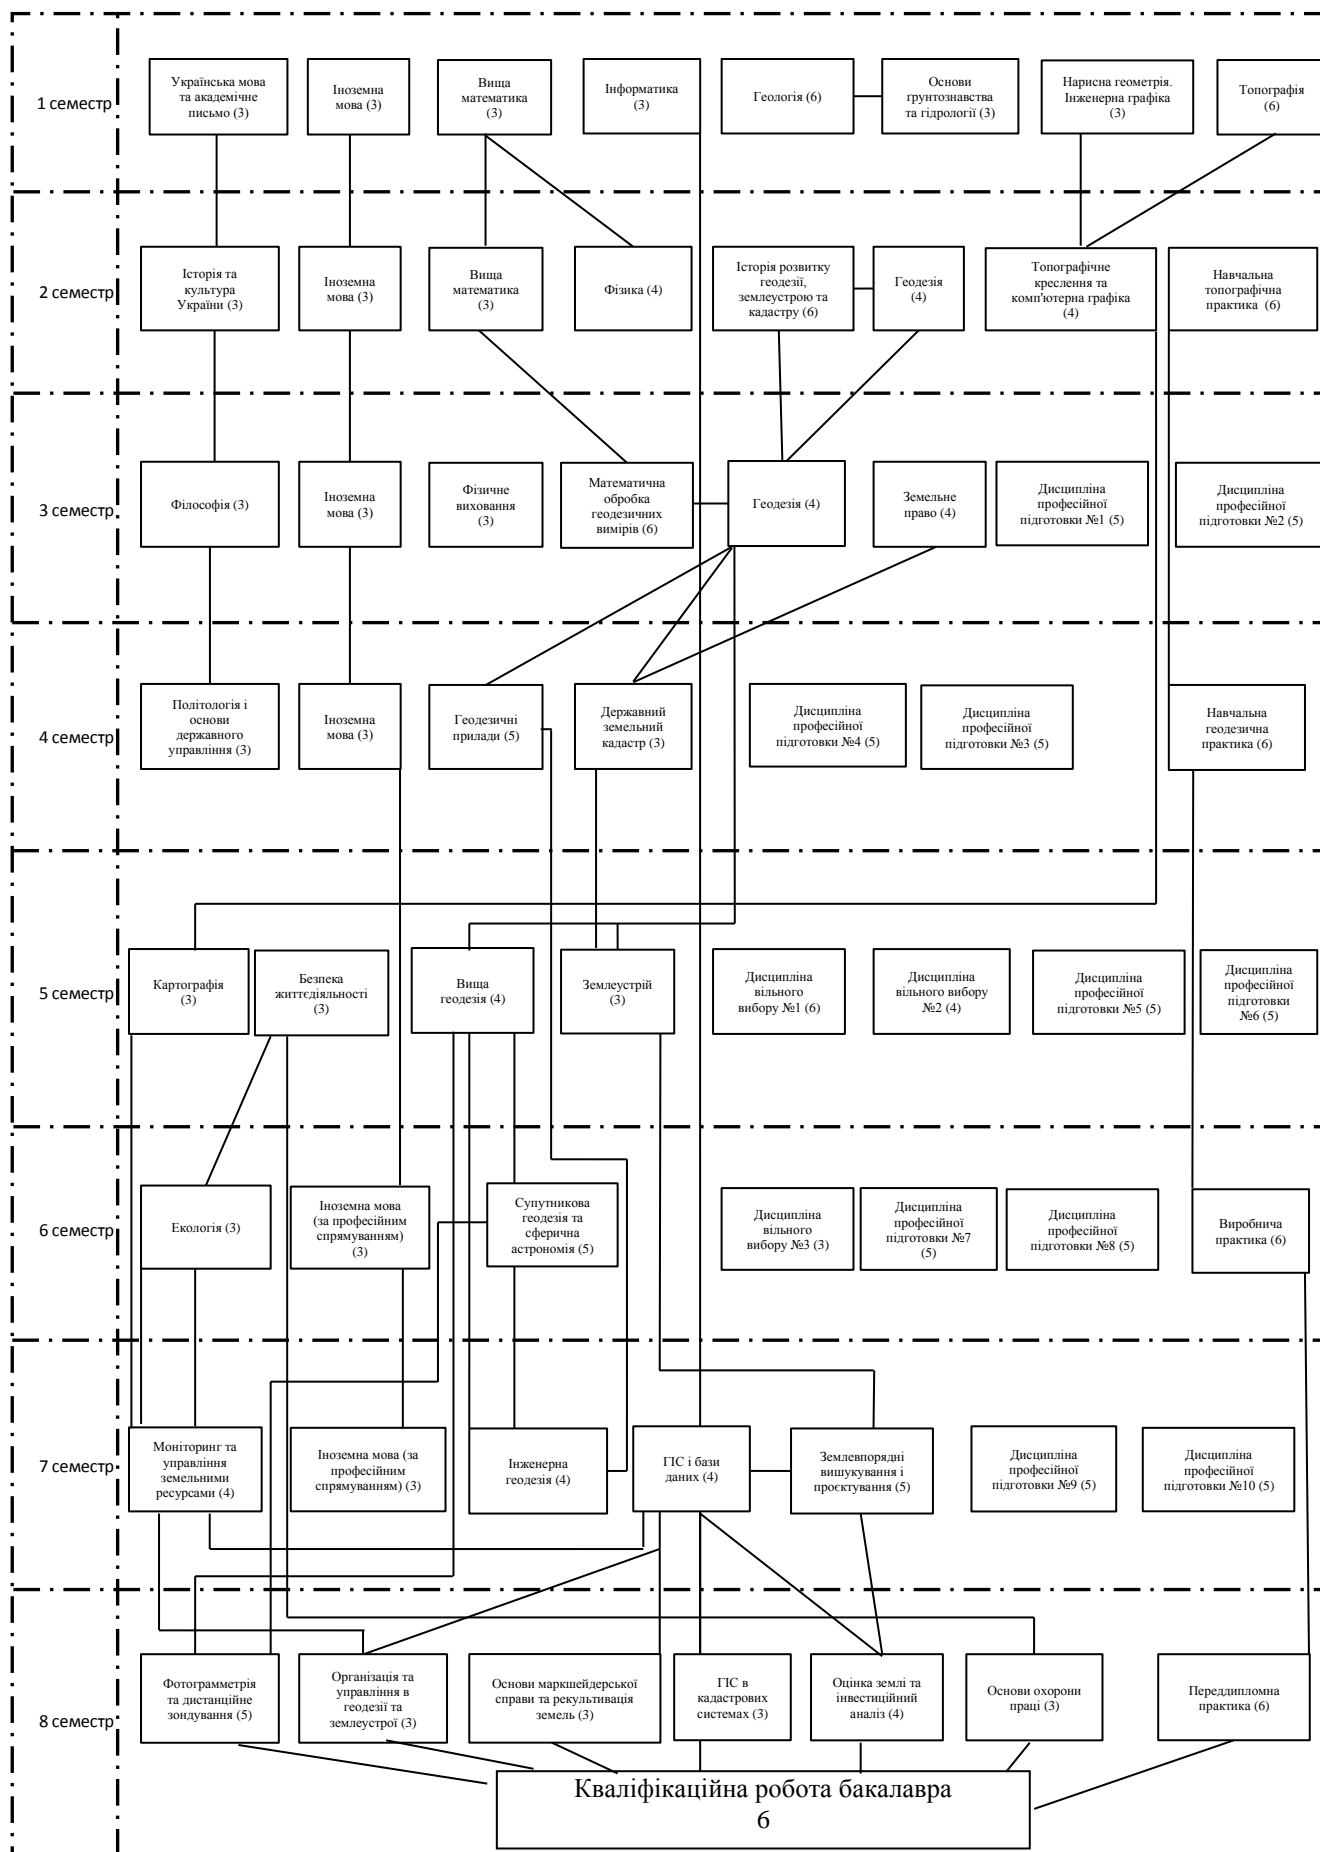 1 семестр
Українська мова
та академічне
письмо (3)
Іноземна
мова (3)
Вища
математика
(3)
Інформатика
(3)
Геологія (6)
Основи
ґрунтознавства
та гідрології (3)
Нарисна геометрія.
Інженерна графіка
(3)
Топографія
(6)
2 семестр
Історія та
культура
України (3)
Іноземна
мова (3)
Вища
математика
(3)
Фізика (4)
Історія розвитку
геодезії,
землеустрою та
кадастру (6)
Геодезія
(4)
Топографічне
креслення та
комп'ютерна графіка
(4)
Навчальна
топографічна
практика (6)
3 семестр
Філософія (3)
Іноземна
мова (3)
Фізичне
виховання
(3)
Математична
обробка
геодезичних
вимірів (6)
Геодезія (4)
Земельне
право (4)
Дисципліна
професійної
підготовки №1 (5)
Дисципліна
професійної
підготовки №2 (5)
4 семестр
Політологія і
основи
державного
управління (3)
Іноземна
мова (3)
Геодезичні
прилади (5)
Державний
земельний
кадастр (3)
Дисципліна
професійної
підготовки №4 (5)
Дисципліна
професійної
підготовки №3 (5)
Навчальна
геодезична
практика (6)
5 семестр
Картографія
(3)
Безпека
життєдіяльності
(3)
Вища
геодезія (4)
Землеустрій
(3)
Дисципліна
вільного
вибору №1 (6)
Дисципліна
вільного вибору
№2 (4)
Дисципліна
професійної
підготовки №5 (5)
Дисципліна
професійної
підготовки
№6 (5)
6 семестр
Екологія (3)
Іноземна мова
(за професійним
спрямуванням)
(3)
Супутникова
геодезія та
сферична
астрономія (5)
Дисципліна
вільного
вибору №3 (3)
Дисципліна
професійної
підготовки №7
(5)
Дисципліна
професійної
підготовки №8 (5)
Виробнича
практика (6)
7 семестр
Моніторинг та
управління
земельними
ресурсами (4)
Іноземна мова (за
професійним
спрямуванням) (3)
Інженерна
геодезія (4)
ГІС і бази
даних (4)
Землевпорядні
вишукування і
проєктування
(5)
Дисципліна
професійної
підготовки №9 (5)
Дисципліна
професійної
підготовки №10 (5)
8 семестр
Фотограмметрія
та дистанційне
зондування (5)
Організація та
управління в
геодезії та
землеустрої (3)
Основи маркшейдерської
справи та рекультивація
земель (3)
ГІС в
кадастрових
системах (3)
Оцінка землі та
інвестиційний
аналіз (4)
Основи охорони
праці (3)
Переддипломна
практика (6)
Кваліфікаційна робота бакалавра
6